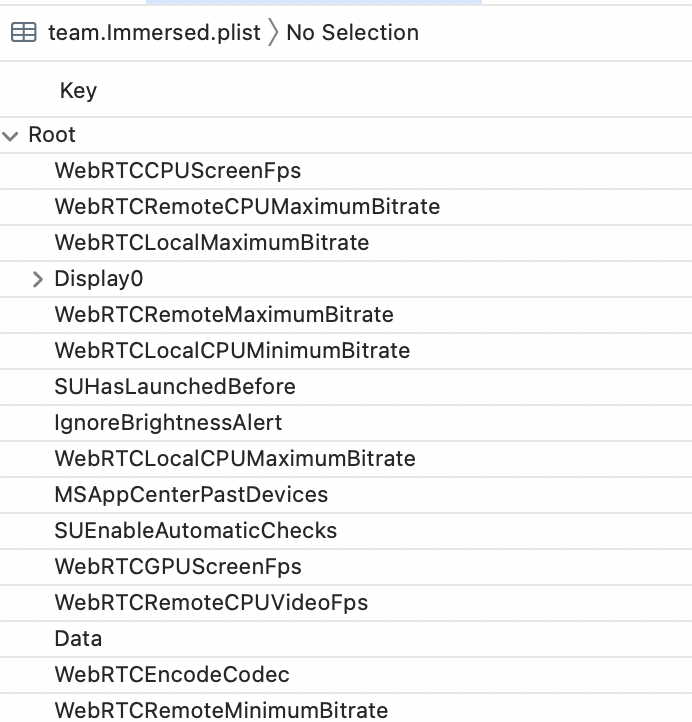 team.Immersed.plist 〉 No Selection
Key
Root
WebRTCCPUScreenFps
WebRTCRemoteCPUMaximumBitrate
WebRTCLocalMaximumBitrate
Display0
WebRTCRemoteMaximumBitrate
WebRTCLocalCPUMinimumBitrate
SUHasLaunchedBefore
IgnoreBrightnessAlert
WebRTCLocalCPUMaximumBitrate
MSAppCenterPastDevices
SUEnableAutomaticChecks
WebRTCGPUScreenFps
WebRTCRemoteCPUVideoFps
Data
WebRTCEncodeCodec
WebRTCRemoteMinimumBitrate